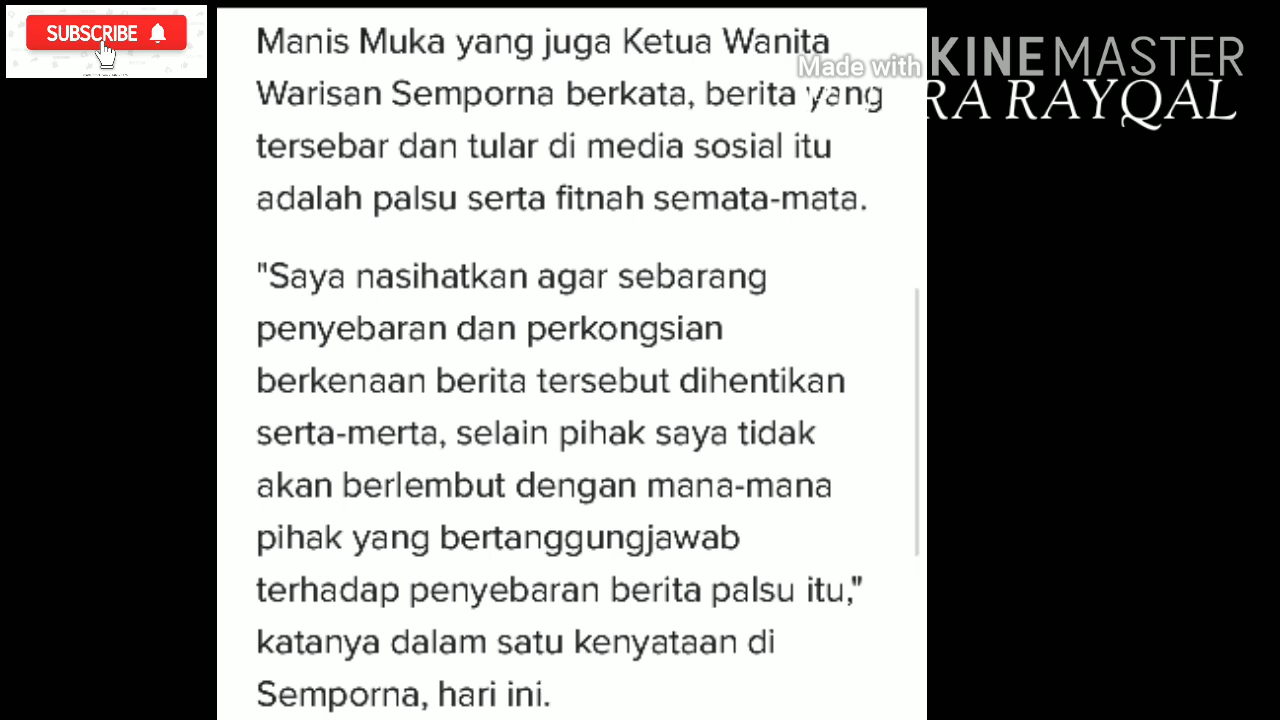 SUBSCRIBE
Made with KINEMASTER
RA RAYQAL
Manis Muka yang juga Ketua Wanita
Warisan Semporna berkata, berita yang
tersebar dan tular di media sosial itu
adalah palsu serta fitnah semata-mata.
"Saya nasihatkan agar sebarang
penyebaran dan perkongsian
berkenaan berita tersebut dihentikan
serta-merta, selain pihak saya tidak
akan berlembut dengan mana-mana
pihak yang bertanggungjawab
terhadap penyebaran berita palsu itu,"
katanya dalam satu kenyataan di
Semporna, hari ini.